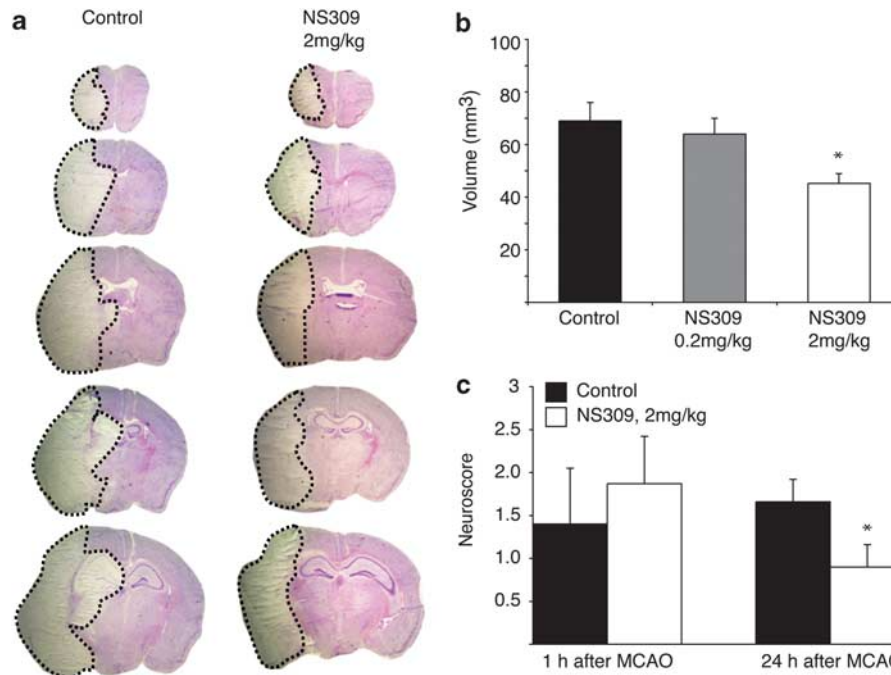 a
Control
NS309
2mg/kg
b
Volume (mm3)
100
80
60
40
20
*
Control
NS309
0.2mg/kg
NS309
2mg/kg
c
Neuroscore
3
2.0
2.0
1.5
1.0
0.5
Control
NS309, 2mg/kg
*
1 h after MCAO
24 h after MCAO